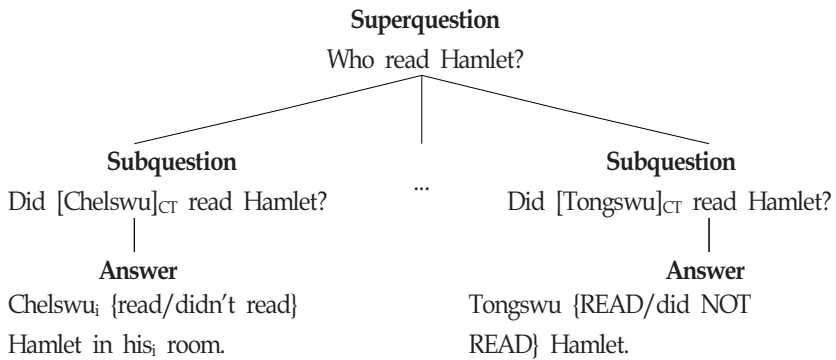 Superquestion
Who read Hamlet?
Subquestion
Did [Chelswu]CT read Hamlet?
...
Subquestion
Did [Tongswu]CT read Hamlet?
Answer
Chelswui {read/didn't read}
Hamlet in hisi room.
Answer
Tongswu {READ/did NOT
READ} Hamlet.